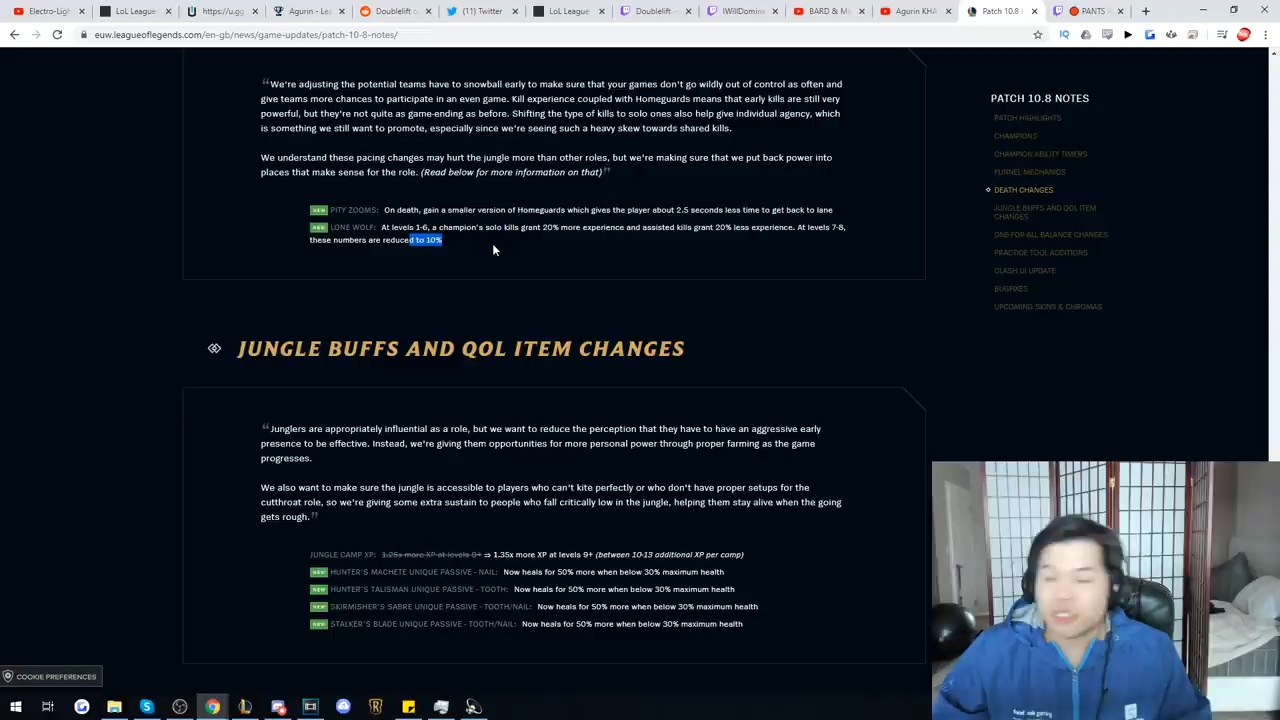 Electro-Ligh
LoL League
https://u.gg
Agurin - Lea
Doublelift
(1) Twitter
LoL League
Doublelift -
IWillDomina
BARD & Mi
Agurin KHA
Patch 10.8
PANTS A
euw.leagueoflegends.com/en-gb/news/game-updates/patch-10-8-notes/
"We're adjusting the potential teams have to snowball early to make sure that your games don't go wildly out of control as often and
give teams more chances to participate in an even game. Kill experience coupled with Homeguards means that early kills are still very
powerful, but they're not quite as game-ending as before. Shifting the type of kills to solo ones also help give individual agency, which
is something we still want to promote, especially since we're seeing such a heavy skew towards shared kills.
We understand these pacing changes may hurt the jungle more than other roles, but we're making sure that we put back power into
places that make sense for the role. (Read below for more information on that)"
NEW PITY ZOOMS: On death, gain a smaller version of Homeguards which gives the player about 2.5 seconds less time to get back to lane
NEW LONE WOLF: At levels 1-6, a champion's solo kills grant 20% more experience and assisted kills grant 20% less experience. At levels 7-8,
these numbers are reduced to 10%
PATCH 10.8 NOTES
PATCH HIGHLIGHTS
CHAMPIONS
CHAMPION ABILITY TIMERS
FUNNEL MECHANICS
DEATH CHANGES
JUNGLE BUFFS AND QOL ITEM
CHANGES
ONE-FOR-ALL BALANCE CHANGES
PRACTICE TOOL ADDITIONS
CLASH UI UPDATE
BUGFIXES
UPCOMING SKINS & CHROMAS
JUNGLE BUFFS AND QOL ITEM CHANGES
"Junglers are appropriately influential as a role, but we want to reduce the perception that they have to have an aggressive early
presence to be effective. Instead, we're giving them opportunities for more personal power through proper farming as the game
progresses.
We also want to make sure the jungle is accessible to players who can't kite perfectly or who don't have proper setups for the
cutthroat role, so we're giving some extra sustain to people who fall critically low in the jungle, helping them stay alive when the going
gets rough."
JUNGLE CAMP XP: 1.25x more XP at levels 9+ ⇒ 1.35x more XP at levels 9+ (between 10-13 additional XP per camp)
NEW HUNTER'S MACHETE UNIQUE PASSIVE - NAIL: Now heals for 50% more when below 30% maximum health
NEW HUNTER'S TALISMAN UNIQUE PASSIVE - TOOTH: Now heals for 50% more when below 30% maximum health
NEW SKIRMISHER'S SABRE UNIQUE PASSIVE - TOOTH/NAIL: Now heals for 50% more when below 30% maximum health
NEW STALKER'S BLADE UNIQUE PASSIVE - TOOTH/NAIL: Now heals for 50% more when below 30% maximum health
COOKIE PREFERENCES